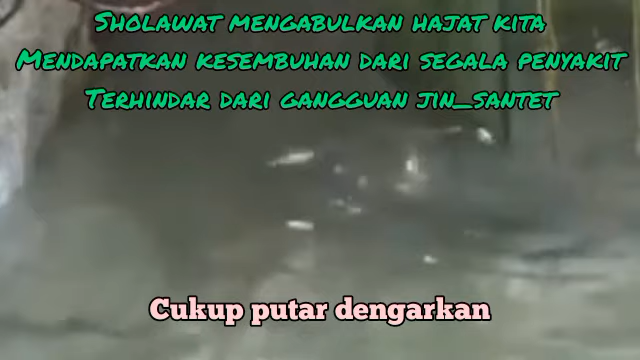 Sholawat mengabulkan hajat kita
Mendapatkan kesembuhan dari segala penyakit
Terhindar dari gangguan jin_santet
Cukup putar dengarkan